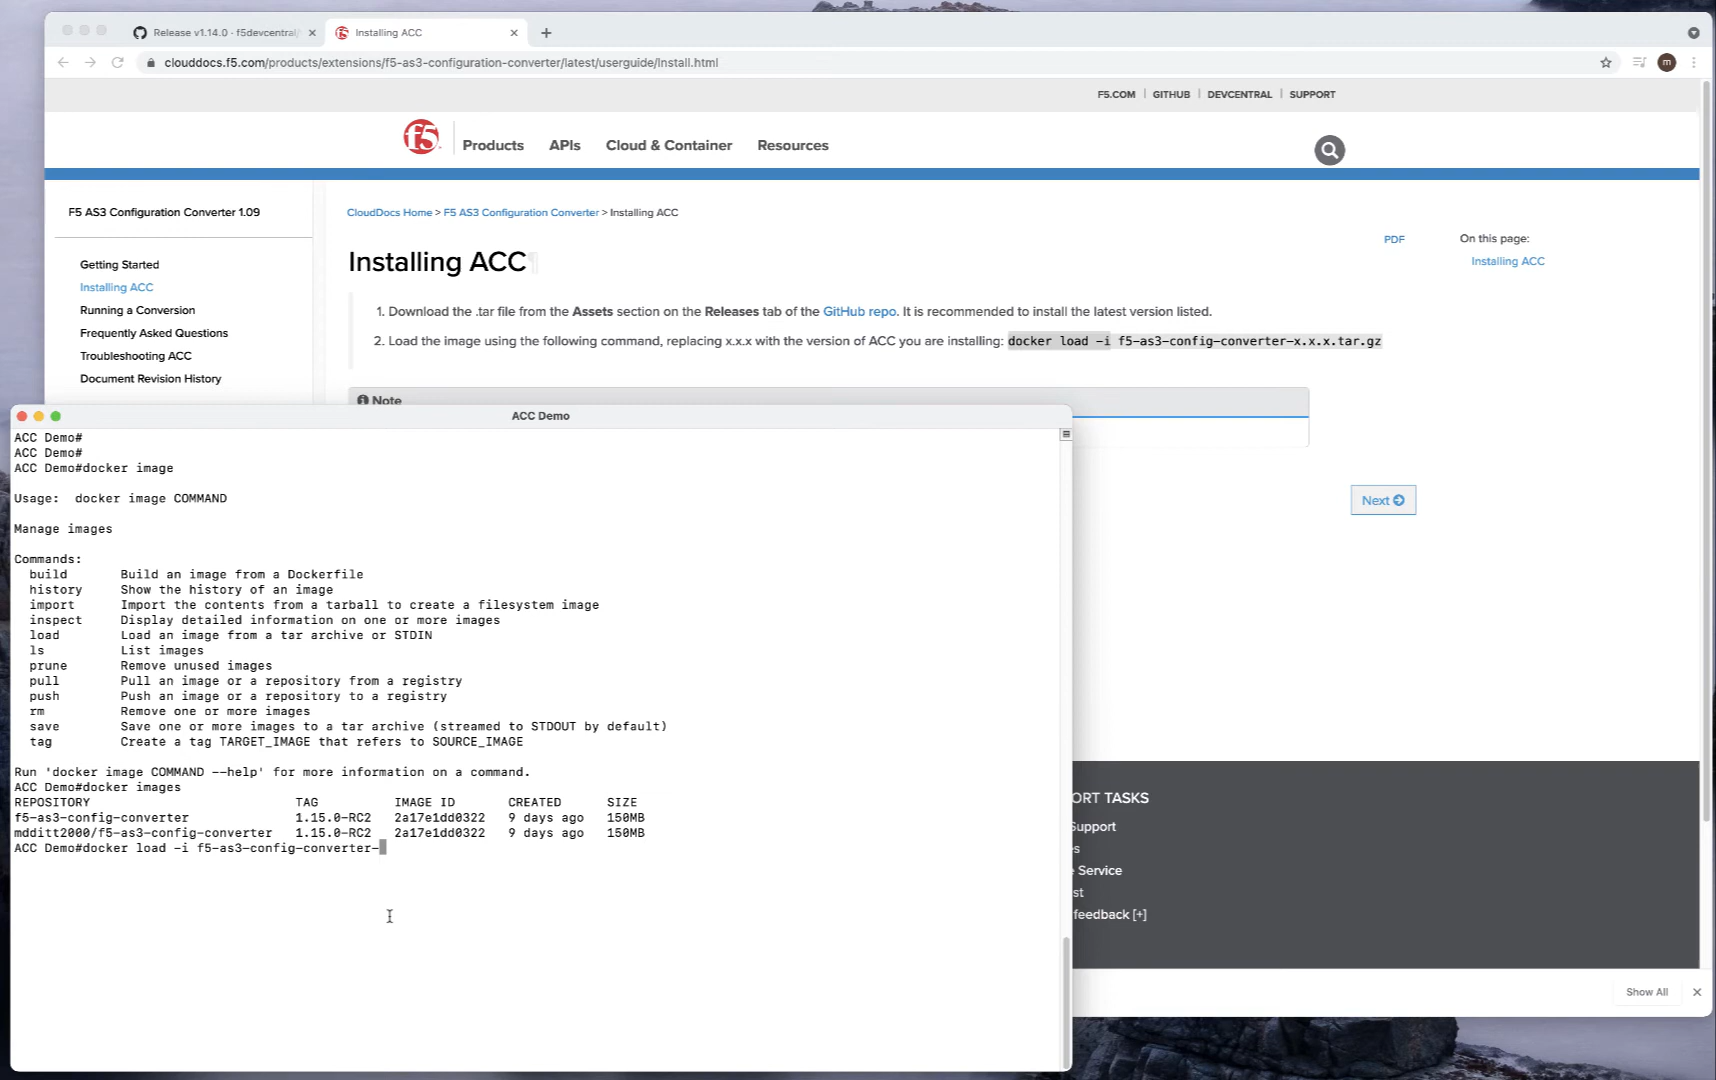 Release v1.14.0 · f5devcentral/
Installing ACC
clouddocs.f5.com/products/extensions/f5-as3-configuration-converter/latest/userguide/install.html
m
F5.COM | GITHUB | DEVCENTRAL | SUPPORT
f5 Products APIs Cloud & Container Resources
F5 AS3 Configuration Converter 1.09
Getting Started
Installing ACC
Running a Conversion
Frequently Asked Questions
Troubleshooting ACC
Document Revision History
CloudDocs Home > F5 AS3 Configuration Converter > Installing ACC
PDF
On this page:
Installing ACC
Installing ACC¶
1. Download the .tar file from the Assets section on the Releases tab of the GitHub repo. It is recommended to install the latest version listed.
2. Load the image using the following command, replacing x.x.x with the version of ACC you are installing: docker load -i f5-as3-config-converter-x.x.x.tar.gz
Note
Next
ACC Demo
ACC Demo#
ACC Demo#
ACC Demo#docker image
Usage:  docker image COMMAND
Manage images
Commands:
build       Build an image from a Dockerfile
history     Show the history of an image
import      Import the contents from a tarball to create a filesystem image
inspect     Display detailed information on one or more images
load        Load an image from a tar archive or STDIN
ls          List images
prune       Remove unused images
pull        Pull an image or a repository from a registry
push        Push an image or a repository to a registry
rm          Remove one or more images
save        Save one or more images to a tar archive (streamed to STDOUT by default)
tag         Create a tag TARGET_IMAGE that refers to SOURCE_IMAGE
Run 'docker image COMMAND --help' for more information on a command.
ACC Demo#docker images
REPOSITORY                           TAG          IMAGE ID       CREATED      SIZE
f5-as3-config-converter              1.15.0-RC2   2a17e1dd0322   9 days ago   150MB
mdditt2000/f5-as3-config-converter   1.15.0-RC2   2a17e1dd0322   9 days ago   150MB
ACC Demo#docker load -i f5-as3-config-converter-
ORT TASKS
Support
es
Service
st
feedback [+]
Show All